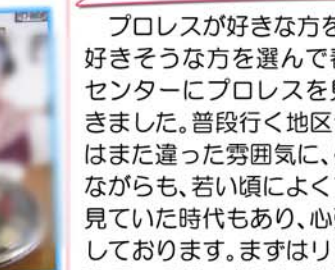 プロレスが好きな方を
好きそうな方を選んで
センターにプロレスを
きました。普段行く地区
はまた違った雰囲気に、
ながらも、若い頃によく
見ていた時代もあり、心
しております。まずはリ